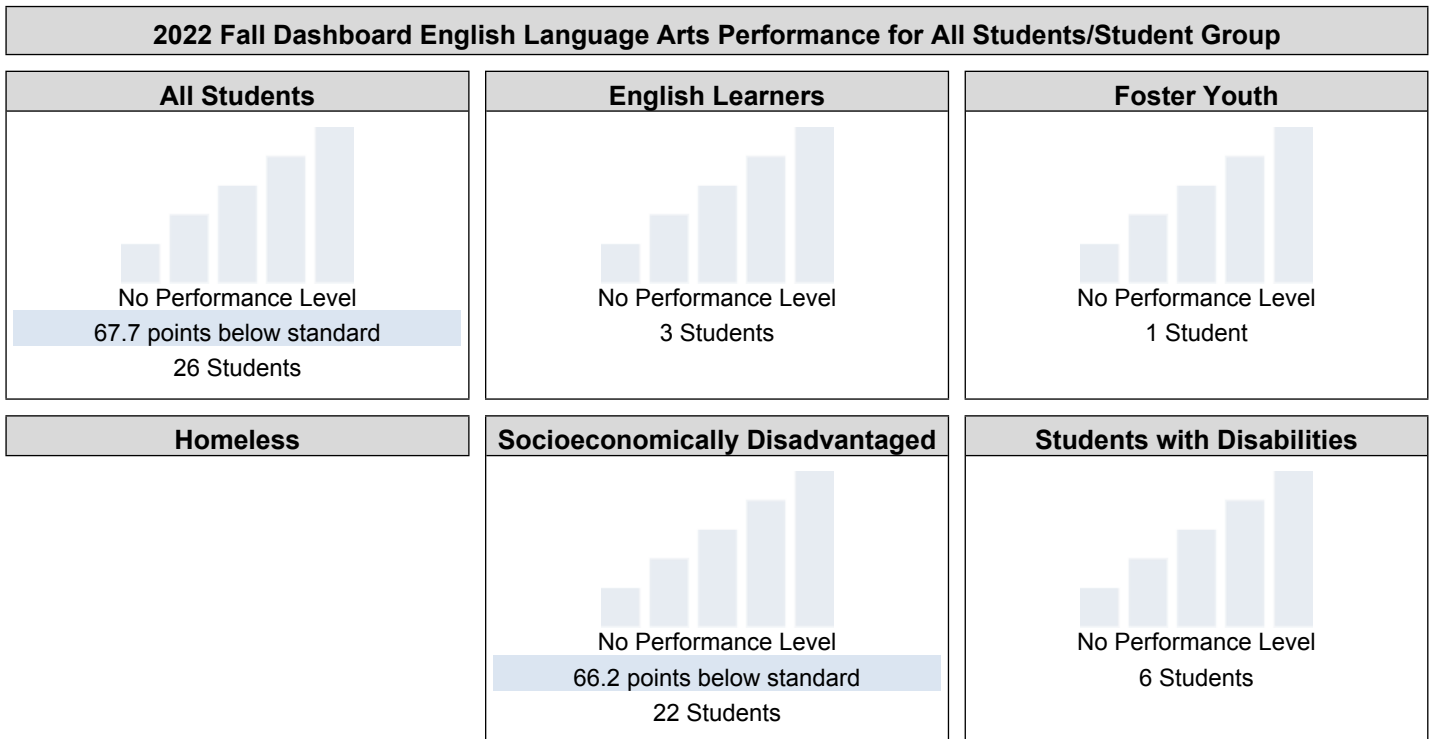 2022 Fall Dashboard English Language Arts Performance for All Students/Student Group
All Students
No Performance Level
67.7 points below standard
26 Students
English Learners
No Performance Level
3 Students
Foster Youth
No Performance Level
1 Student
Homeless
Socioeconomically Disadvantaged
No Performance Level
66.2 points below standard
22 Students
Students with Disabilities
No Performance Level
6 Students